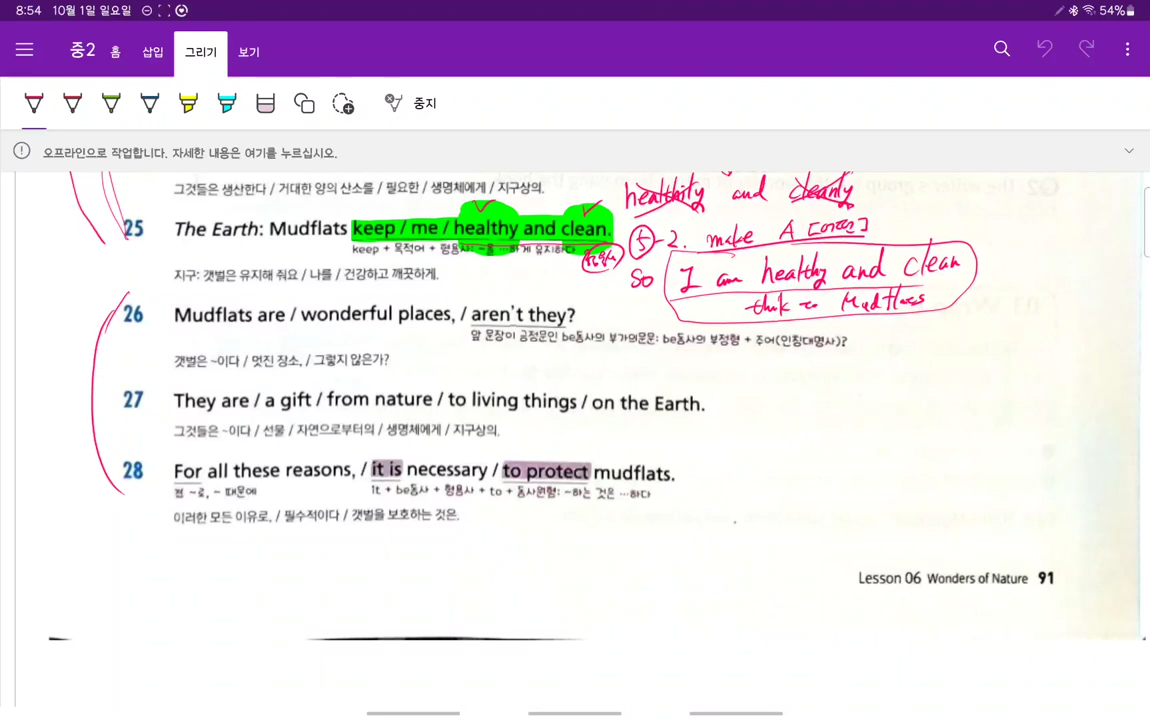 8:54 10월 1일 일요일
54%
중2 홈 삽입 그리기 보기
중지
오프라인으로 작업합니다. 자세한 내용은 여기를 누르십시오.
그것들은 생산한다 / 거대한 양의 산소를 / 필요한 / 생명체에게 / 지구상의.
healthity and cleanly
25 The Earth: Mudflats keep / me / healthy and clean.
keep + 목적어 + 형용사: ~을 …하게 유지하다
⑤-2. make A
지구: 갯벌은 유지해 줘요 / 나를 / 건강하고 깨끗하게.
So I am healthy and clean
to Mudflats
26 Mudflats are / wonderful places, / aren't they?
앞 문장이 긍정문인 be동사의 부가의문문: be동사의 부정형 + 주어(인칭대명사)?
갯벌은 ~이다 / 멋진 장소, / 그렇지 않은가?
27 They are / a gift / from nature / to living things / on the Earth.
그것들은 ~이다 / 선물 / 자연으로부터의 / 생명체에게 / 지구상의.
28 For all these reasons, / it is necessary / to protect mudflats.
전 ~로, ~ 때문에
it + be동사 + 형용사 + to + 동사원형: ~하는 것은 …하다
이러한 모든 이유로, / 필수적이다 / 갯벌을 보호하는 것은.
Lesson 06 Wonders of Nature 91